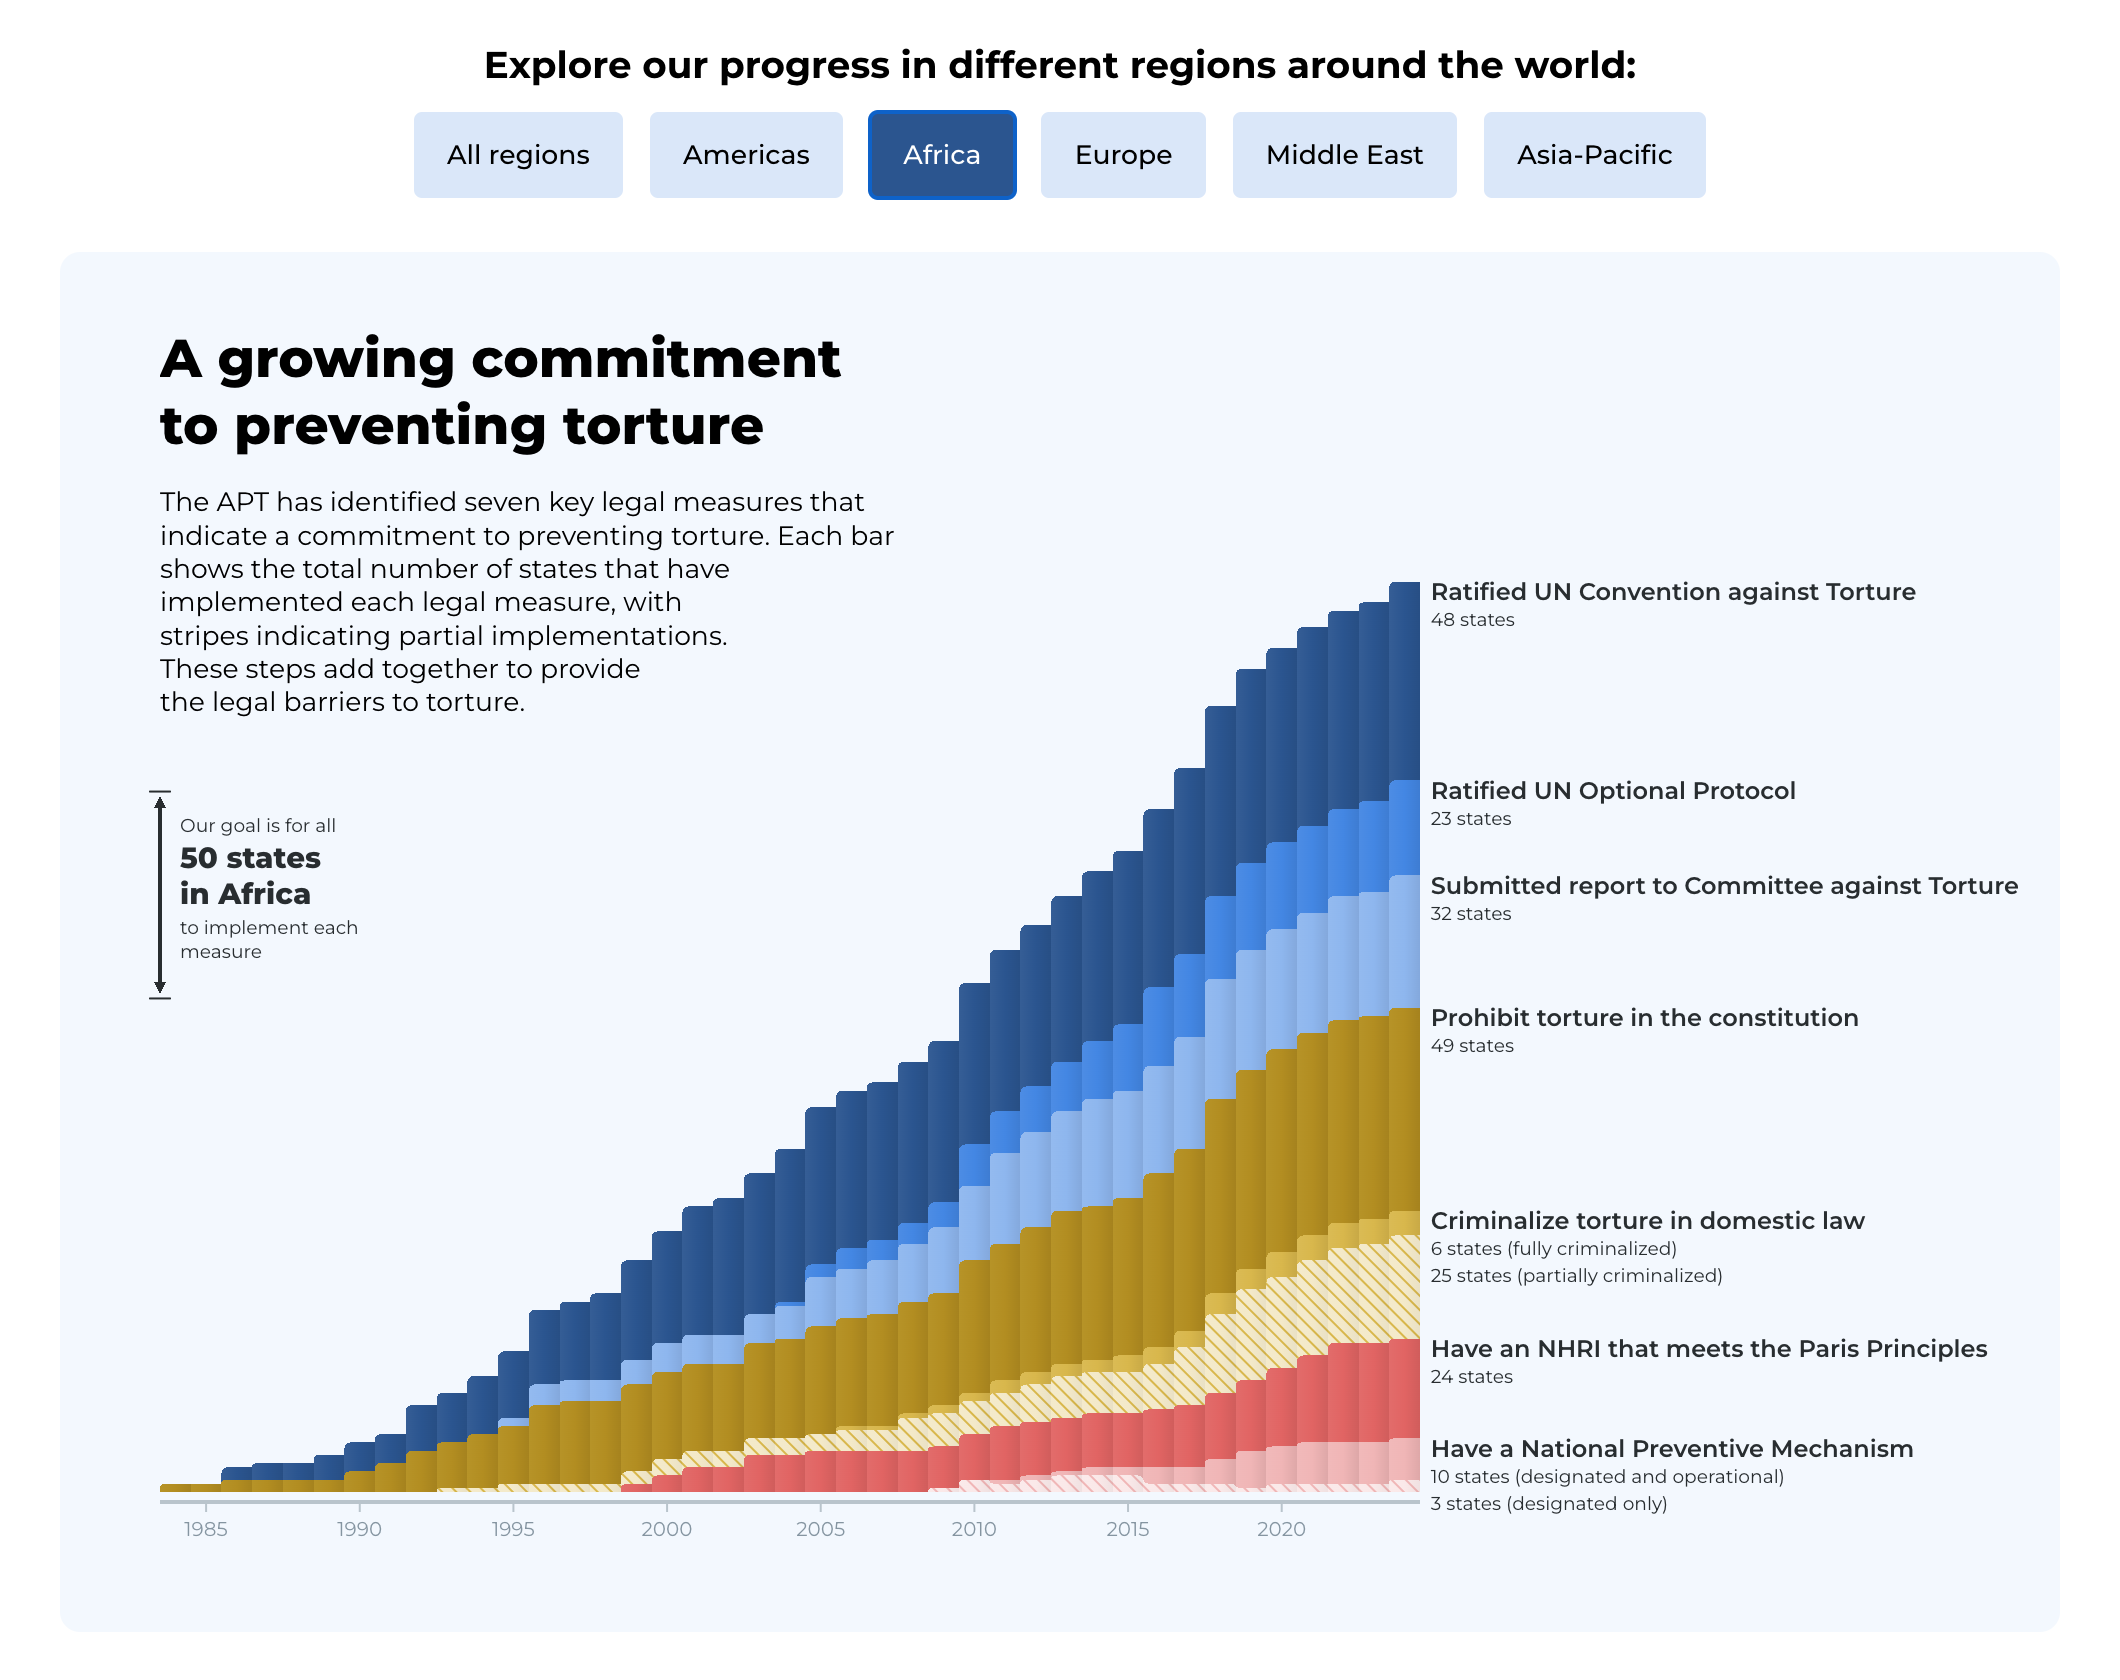 Explore our progress in different regions around the world:
All regions
Americas
Africa
Europe
Middle East
Asia-Pacific
A growing commitment
to preventing torture
The APT has identified seven key legal measures that
indicate a commitment to preventing torture. Each bar
shows the total number of states that have
implemented each legal measure, with
stripes indicating partial implementations.
These steps add together to provide
the legal barriers to torture.
Our goal is for all
50 states
in Africa
to implement each
measure
Ratified UN Convention against Torture
48 states
Ratified UN Optional Protocol
23 states
Submitted report to Committee against Torture
32 states
Prohibit torture in the constitution
49 states
Criminalize torture in domestic law
6 states (fully criminalized)
25 states (partially criminalized)
Have an NHRI that meets the Paris Principles
24 states
Have a National Preventive Mechanism
10 states (designated and operational)
3 states (designated only)
1985
1990
1995
2000
2005
2010
2015
2020